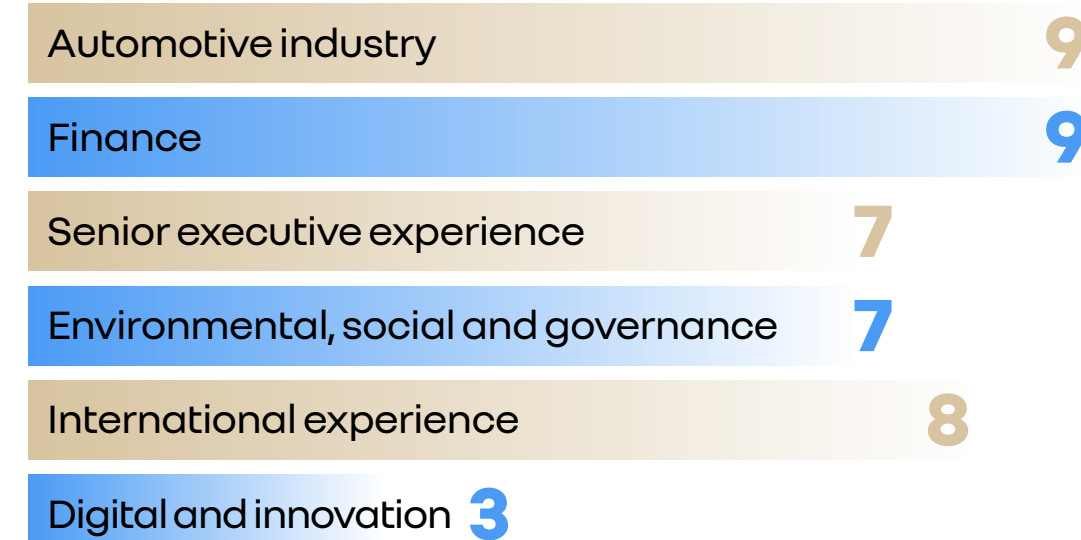 Automotive industry 9
Finance 9
Senior executive experience 7
Environmental, social and governance 7
International experience 8
Digital and innovation 3